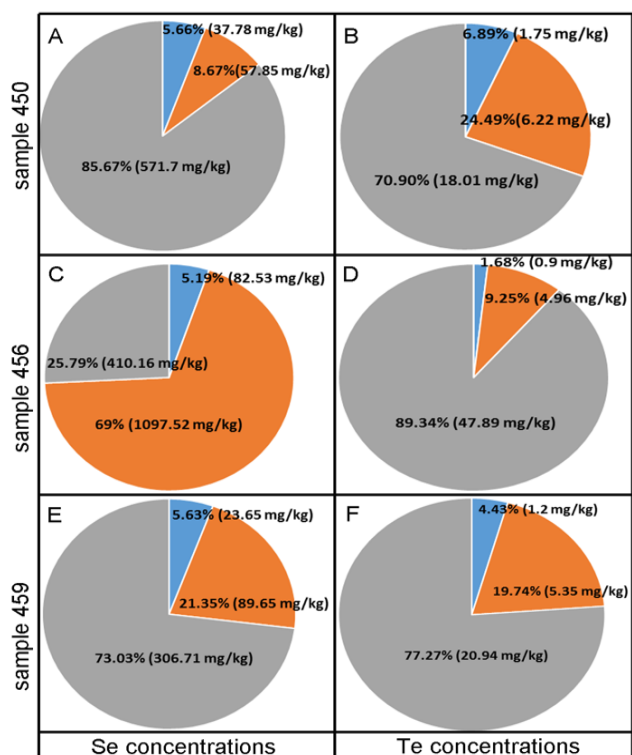 sample 450
A
5.66% (37.78 mg/kg)
8.67%(57.85 mg/kg)
85.67% (571.7 mg/kg)
B
6.89% (1.75 mg/kg)
24.49%(6.22 mg/kg)
70.90% (18.01 mg/kg)
sample 456
C
5.19% (82.53 mg/kg)
25.79% (410.16 mg/kg)
69% (1097.52 mg/kg)
D
1.68% (0.9 mg/kg)
9.25% (4.96 mg/kg)
89.34% (47.89 mg/kg)
sample 459
E
5.63% (23.65 mg/kg)
21.35% (89.65 mg/kg)
73.03% (306.71 mg/kg)
F
4.43% (1.2 mg/kg)
19.74% (5.35 mg/kg)
77.27% (20.94 mg/kg)
Se concentrations
Te concentrations